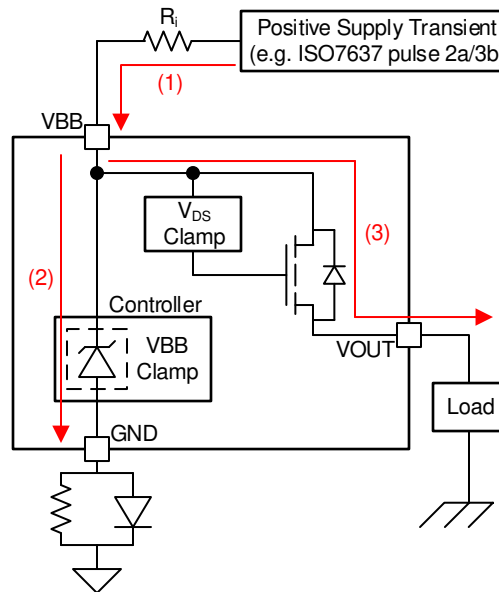 Ri
Positive Supply Transient
(e.g. ISO7637 pulse 2a/3b)
(1)
VBB
VDS
Clamp
(3)
(2)
Controller
VBB
Clamp
VOUT
GND
Load